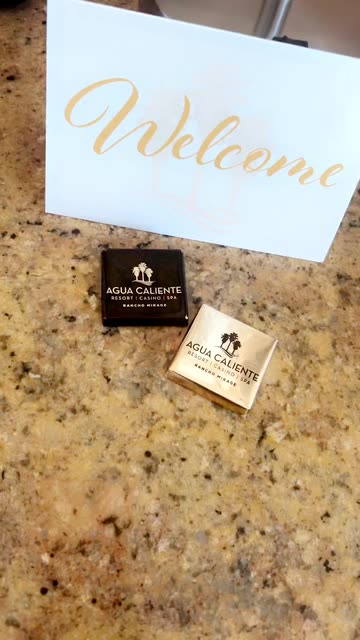 Welcome
AGUA CALIENTE
RESORT | CASINO | SPA
RANCHO MIRAGE
AGUA CALIENTE
RESORT | CASINO | SPA
RANCHO MIRAGE